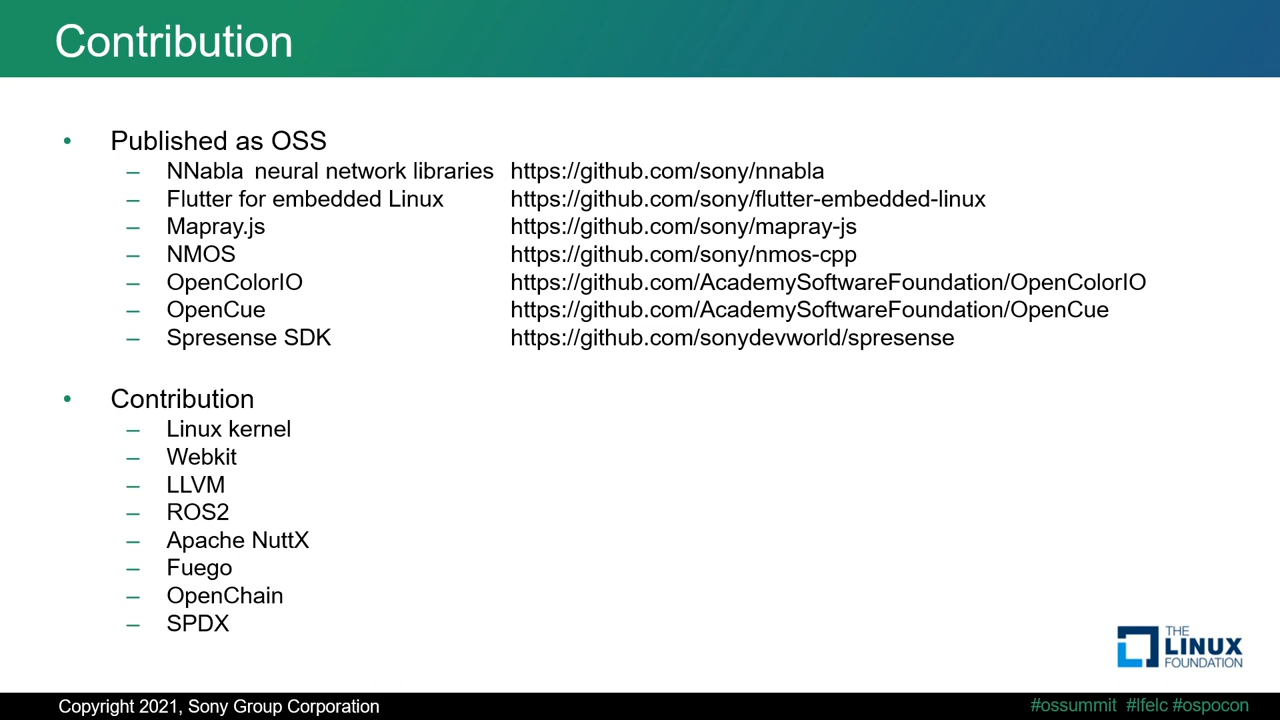 Contribution
• Published as OSS
– NNabla neural network libraries https://github.com/sony/nnabla
– Flutter for embedded Linux https://github.com/sony/flutter-embedded-linux
– Mapray.js https://github.com/sony/mapray-js
– NMOS https://github.com/sony/nmos-cpp
– OpenColorIO https://github.com/AcademySoftwareFoundation/OpenColorIO
– OpenCue https://github.com/AcademySoftwareFoundation/OpenCue
– Spresense SDK https://github.com/sonydevworld/spresense
• Contribution
– Linux kernel
– Webkit
– LLVM
– ROS2
– Apache NuttX
– Fuego
– OpenChain
– SPDX
THE
LINUX
FOUNDATION
Copyright 2021, Sony Group Corporation #ossummit #lfelc #ospocon